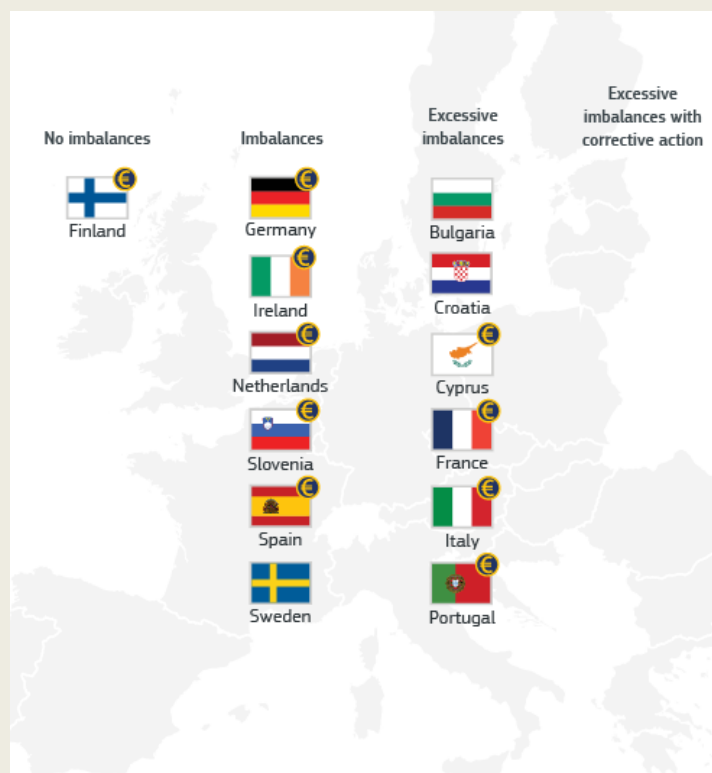 No imbalances
Imbalances
Excessive
imbalances
Excessive
imbalances with
corrective action
€
Finland
€
Germany
€
Ireland
€
Netherlands
€
Slovenia
€
Spain
Sweden
Bulgaria
Croatia
€
Cyprus
€
France
€
Italy
€
Portugal